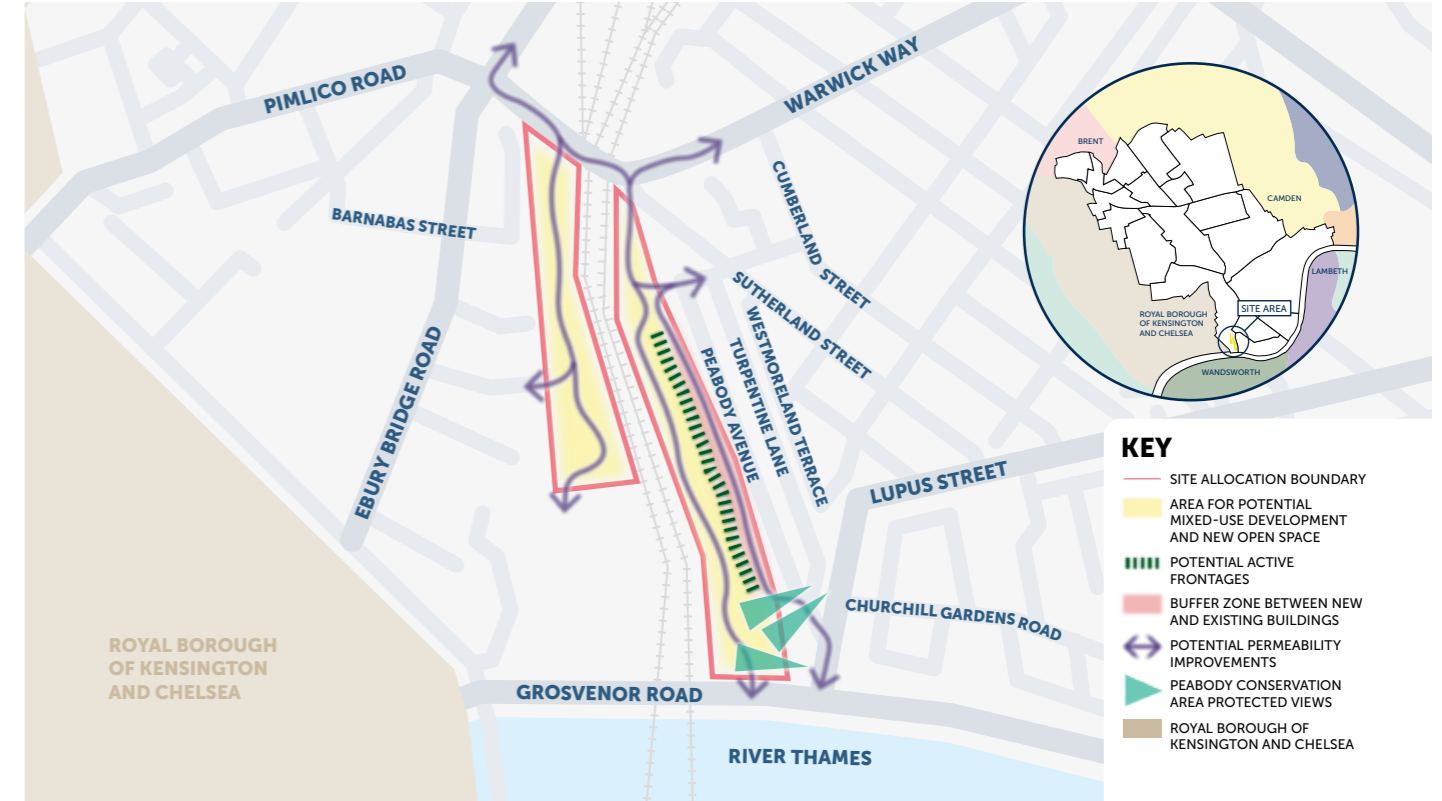 PIMLICO ROAD
WARWICK WAY
BARNABAS STREET
CUMBERLAND STREET
SUTHERLAND STREET
WESTMORELAND TERRACE
TURPENTINE LANE
PEABODY AVENUE
EBURY BRIDGE ROAD
LUPUS STREET
CHURCHILL GARDENS ROAD
ROYAL BOROUGH
OF KENSINGTON
AND CHELSEA
GROSVENOR ROAD
RIVER THAMES
BRENT
CAMDEN
LAMBETH
ROYAL BOROUGH
OF KENSINGTON
AND CHELSEA
SITE AREA
WANDSWORTH
KEY
SITE ALLOCATION BOUNDARY
AREA FOR POTENTIAL
MIXED-USE DEVELOPMENT
AND NEW OPEN SPACE
POTENTIAL ACTIVE
FRONTAGES
BUFFER ZONE BETWEEN NEW
AND EXISTING BUILDINGS
POTENTIAL PERMEABILITY
IMPROVEMENTS
PEABODY CONSERVATION
AREA PROTECTED VIEWS
ROYAL BOROUGH OF
KENSINGTON AND CHELSEA